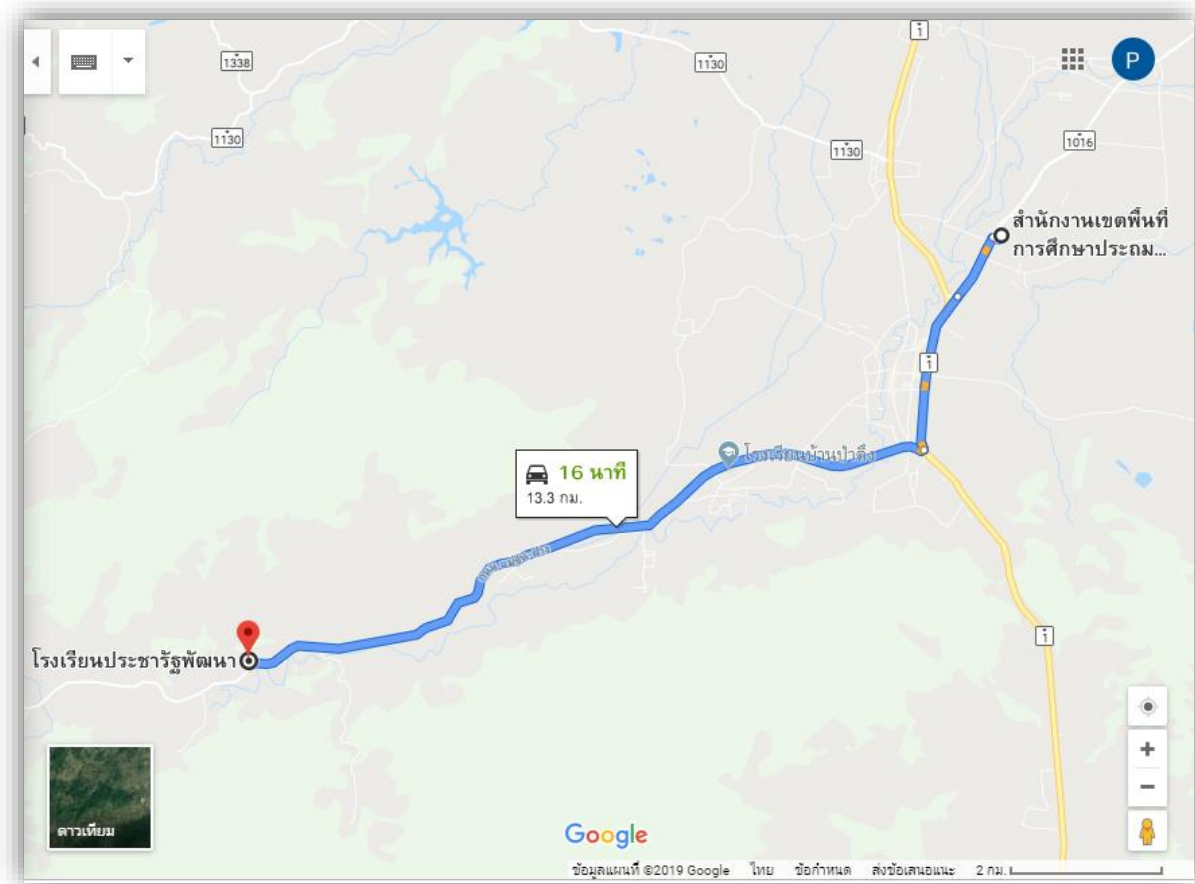 1
1338
1130
P
1130
1016
1130
สำนักงานเขตพื้นที่
การศึกษาประถม...
1
โรงเรียนบ้านป่าตึง
16 นาที
13.3 กม.
1
โรงเรียนประชารัฐพัฒนา
ดาวเทียม
Google
ข้อมูลแผนที่ ©2019 Google ไทย ข้อกำหนด ส่งข้อเสนอแนะ 2 กม.